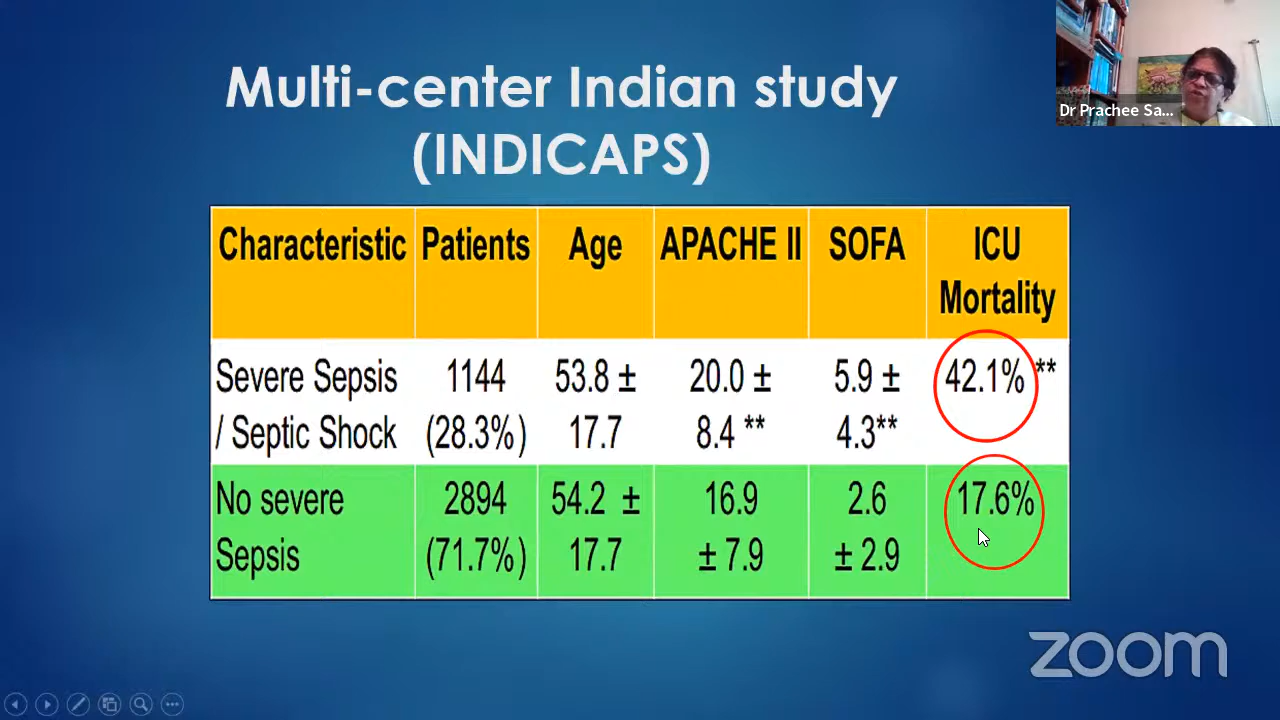 Multi-center Indian study
(INDICAPS)
Dr Prachee Sa...
Characteristic Patients Age APACHE II SOFA ICU
Mortality
Severe Sepsis 1144 53.8 ± 20.0 ± 5.9 ± 42.1% **
/ Septic Shock (28.3%) 17.7 8.4 ** 4.3**
No severe 2894 54.2 ± 16.9 2.6 17.6%
Sepsis (71.7%) 17.7 ± 7.9 ± 2.9
zoom